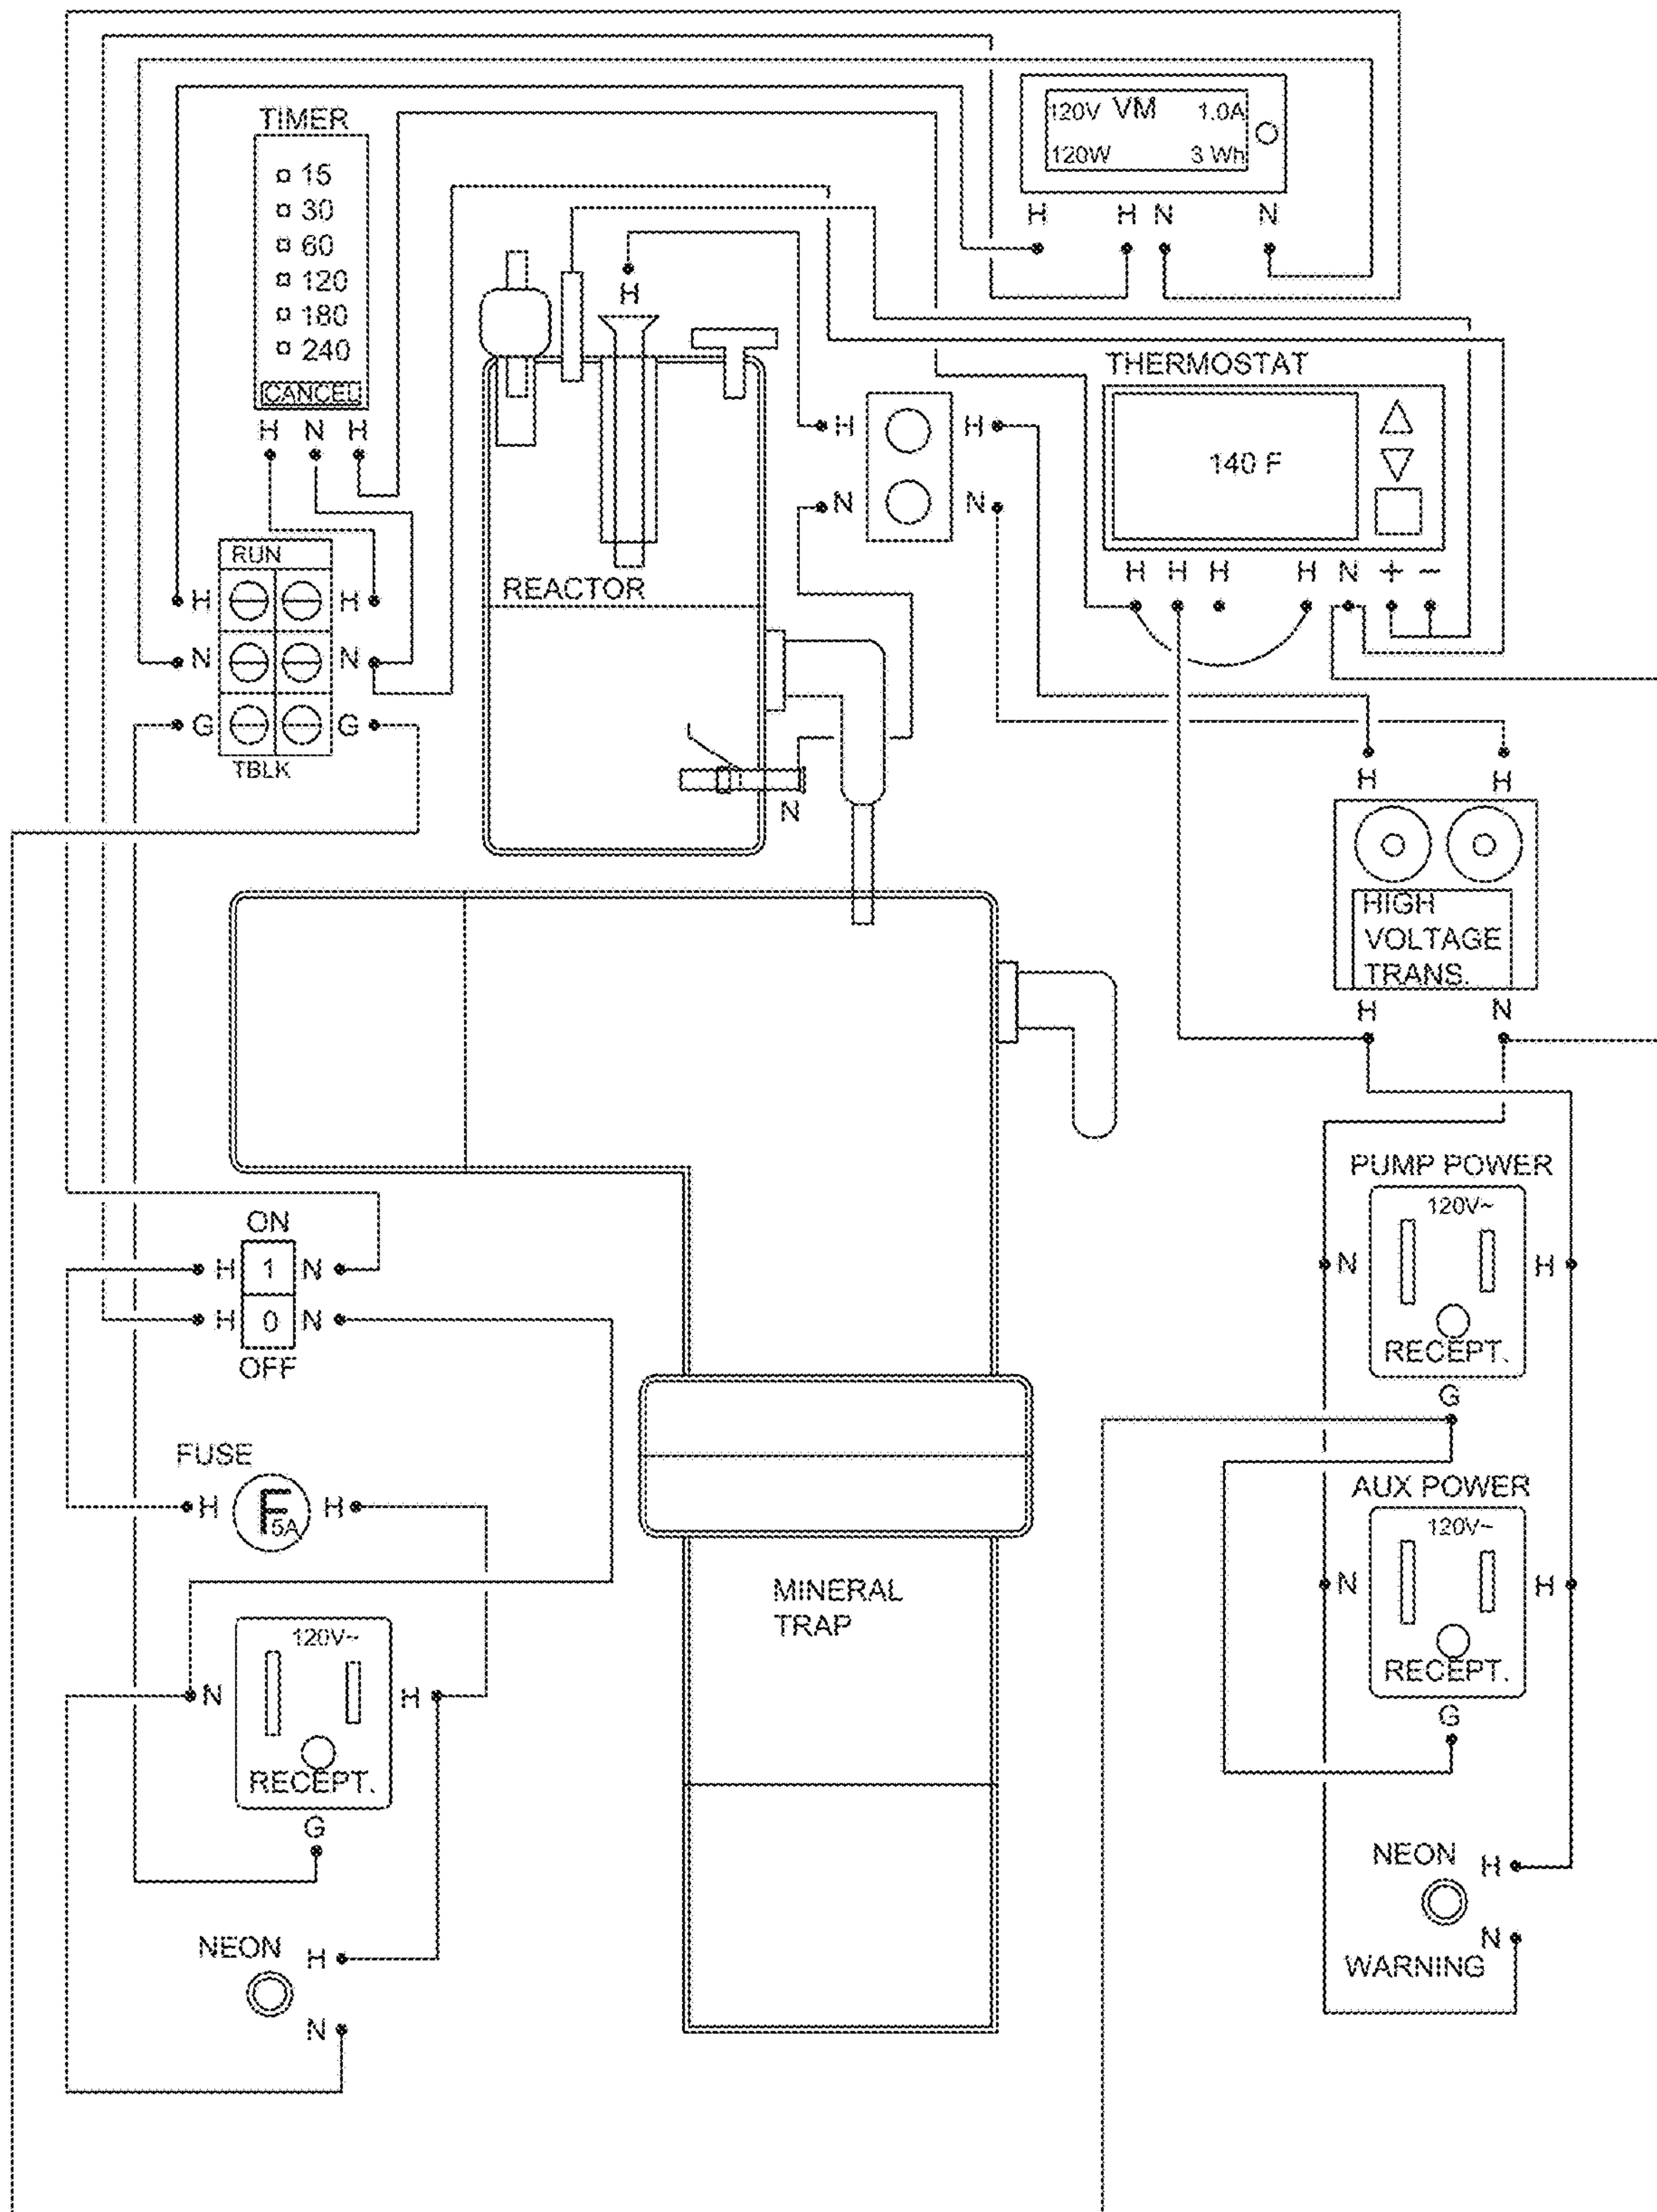 TIMER
15
30
60
120
180
240
CANCEL
H N H
120V VM 1.0A
120W 3 Wh
H H N N
H
THERMOSTAT
140 F
H H H H N + −
H H
N N
RUN
H H
N N
G G
TBLK
REACTOR
N
H H
HIGH
VOLTAGE
TRANS.
H N
PUMP POWER
120V~
N H
RECEPT.
G
ON
H 1 N
H 0 N
OFF
FUSE
H F 5A H
AUX POWER
120V~
N H
RECEPT.
G
MINERAL
TRAP
120V~
N H
RECEPT.
G
NEON H
N
WARNING
NEON H
N